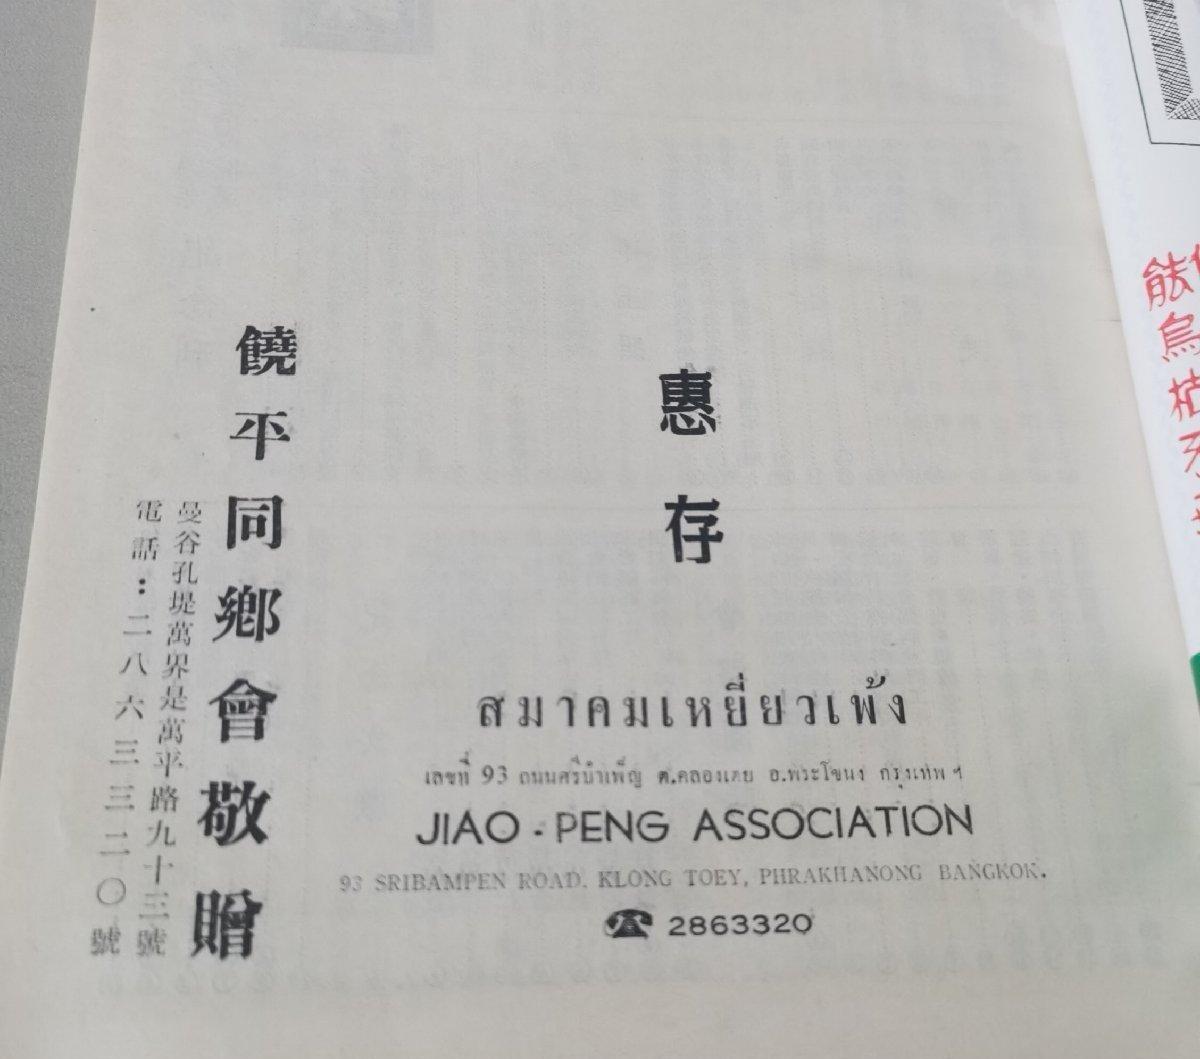 惠存
สมาคมเหยี่ยวเพ้ง
เลขที่ 93 ถนนศรีบำเพ็ญ ต.คลองเตย อ.พระโขนง กรุงเทพ ฯ
JIAO - PENG ASSOCIATION
93 SRIBAMPEN ROAD. KLONG TOEY, PHRAKHANONG BANGKOK.
☎ 2863320
饒平同鄉會敬贈
曼谷孔堤萬界是萬平路九十三號
電話：二八六三三二〇號